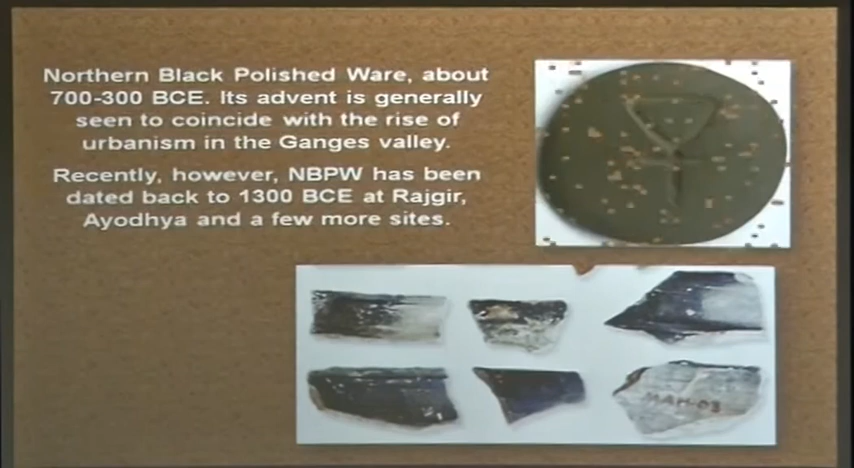 Northern Black Polished Ware, about
700-300 BCE. Its advent is generally
seen to coincide with the rise of
urbanism in the Ganges valley.
Recently, however, NBPW has been
dated back to 1300 BCE at Rajgir,
Ayodhya and a few more sites.
MAH-03